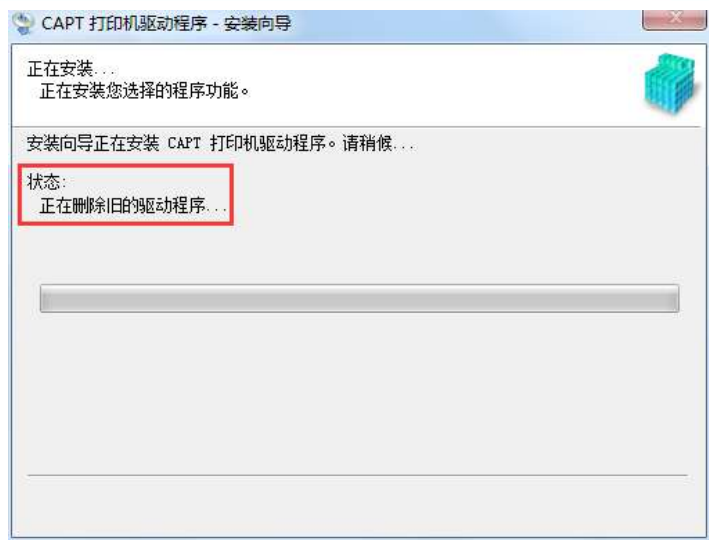 CAPT 打印机驱动程序 - 安装向导
正在安装...
正在安装您选择的程序功能。
安装向导正在安装 CAPT 打印机驱动程序。请稍候...
状态:
正在删除旧的驱动程序...